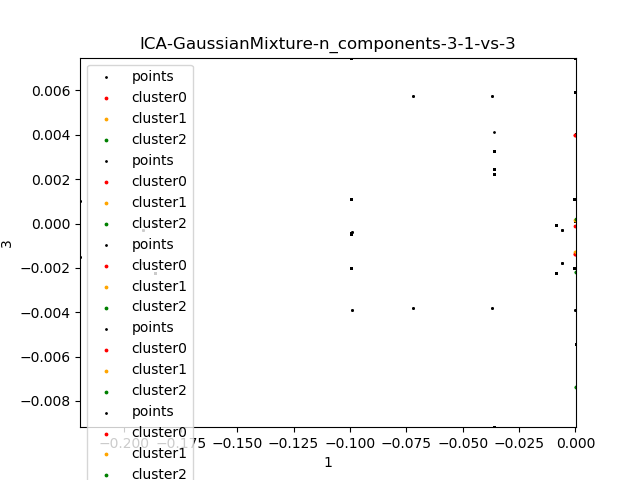 ICA-GaussianMixture-n_components-3-1-vs-3
points
cluster0
cluster1
cluster2
points
cluster0
cluster1
cluster2
points
cluster0
cluster1
cluster2
points
cluster0
cluster1
cluster2
points
cluster0
cluster1
cluster2
0.006
0.004
0.002
0.000
−0.002
−0.004
−0.006
−0.008
3
−0.200 −0.175 −0.150 −0.125 −0.100 −0.075 −0.050 −0.025 0.000
1